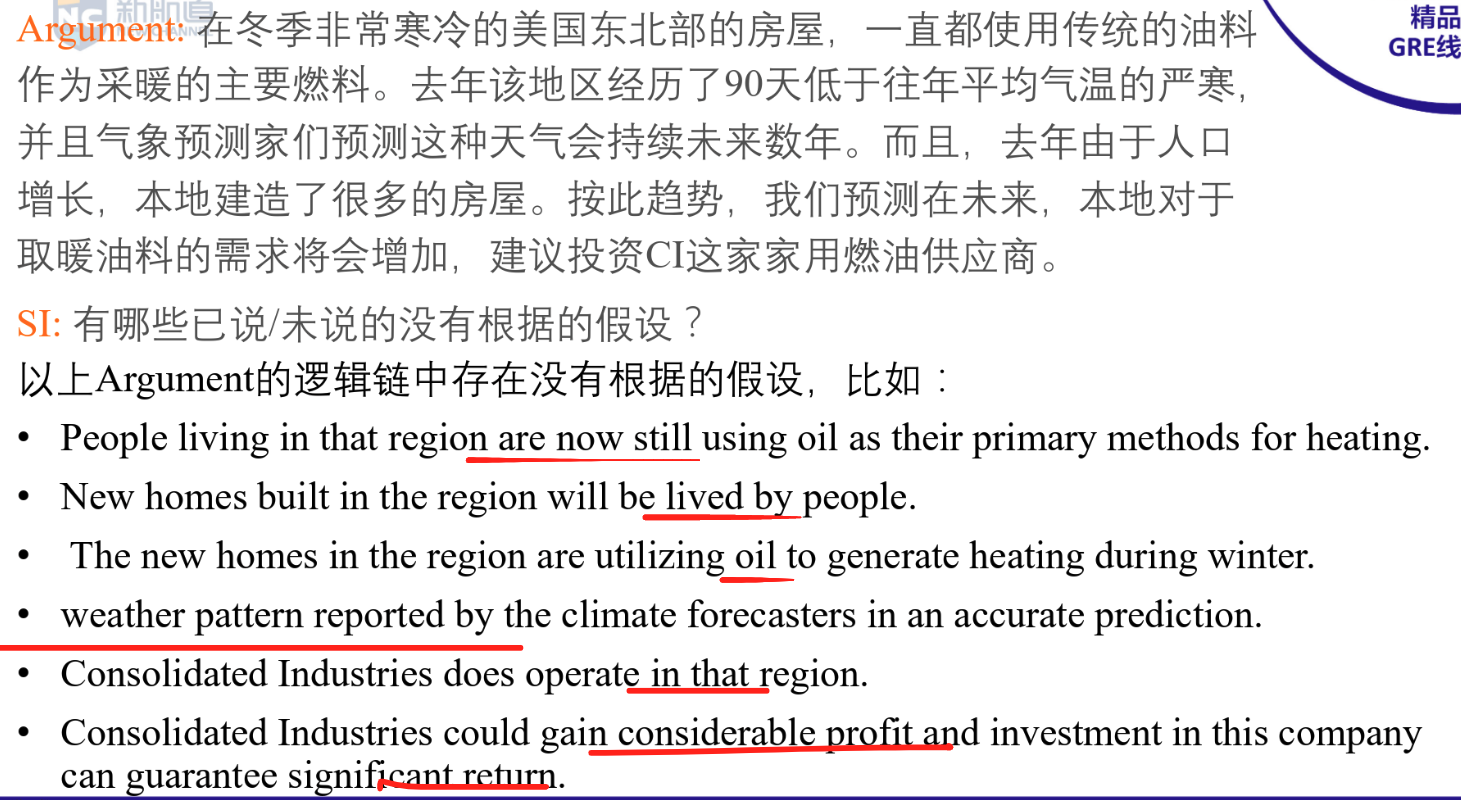 新航道
NEW CHANNEL
精品
GRE线
Argument: 在冬季非常寒冷的美国东北部的房屋，一直都使用传统的油料
作为采暖的主要燃料。去年该地区经历了90天低于往年平均气温的严寒,
并且气象预测家们预测这种天气会持续未来数年。而且，去年由于人口
增长，本地建造了很多的房屋。按此趋势，我们预测在未来，本地对于
取暖油料的需求将会增加，建议投资CI这家家用燃油供应商。
SI: 有哪些已说/未说的没有根据的假设？
以上Argument的逻辑链中存在没有根据的假设，比如：
• People living in that region are now still using oil as their primary methods for heating.
• New homes built in the region will be lived by people.
• The new homes in the region are utilizing oil to generate heating during winter.
• weather pattern reported by the climate forecasters in an accurate prediction.
• Consolidated Industries does operate in that region.
• Consolidated Industries could gain considerable profit and investment in this company
can guarantee significant return.